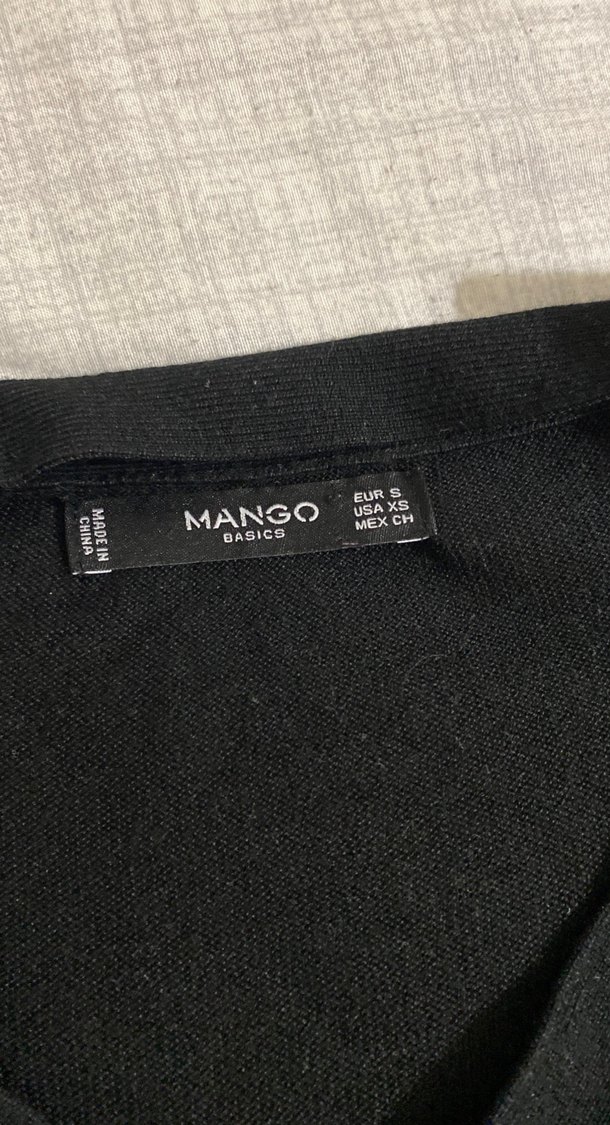 MADE IN
CHINA
MANGO
BASICS
EUR S
USA XS
MEX CH